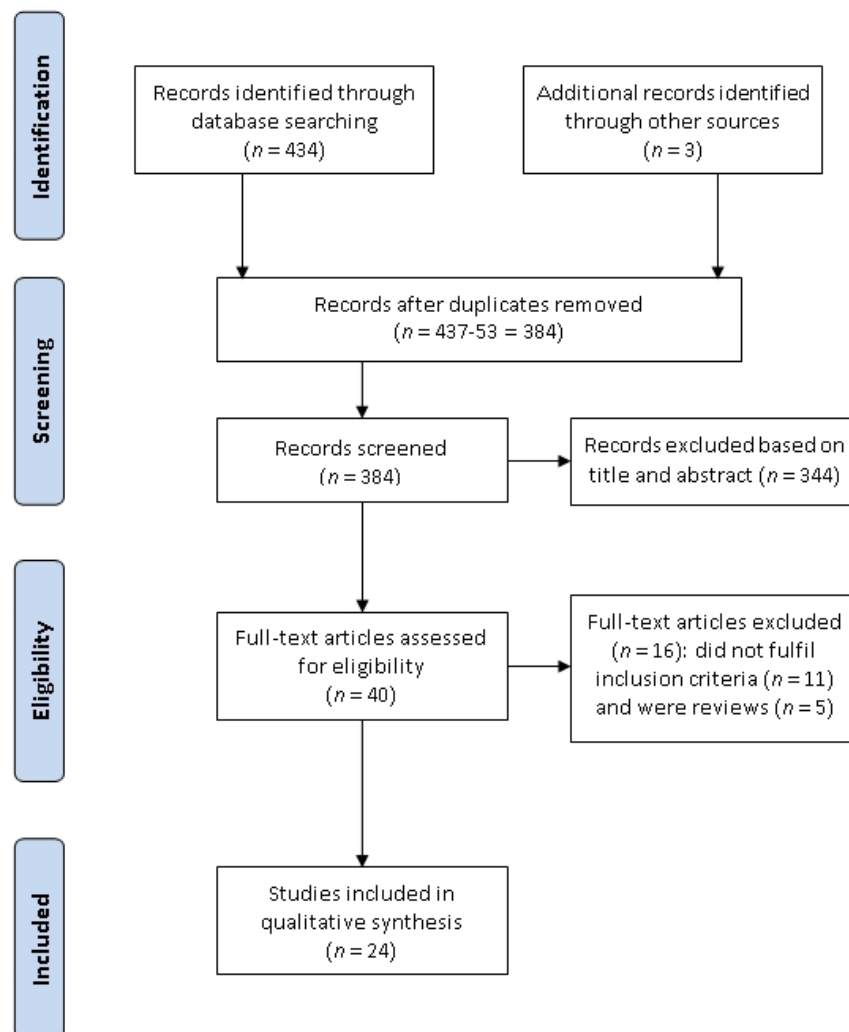 Identification
Records identified through
database searching
(n = 434)
Additional records identified
through other sources
(n = 3)
Screening
Records after duplicates removed
(n = 437-53 = 384)
Records screened
(n = 384)
Records excluded based on
title and abstract (n = 344)
Eligibility
Full-text articles assessed
for eligibility
(n = 40)
Full-text articles excluded
(n = 16): did not fulfil
inclusion criteria (n = 11)
and were reviews (n = 5)
Included
Studies included in
qualitative synthesis
(n = 24)